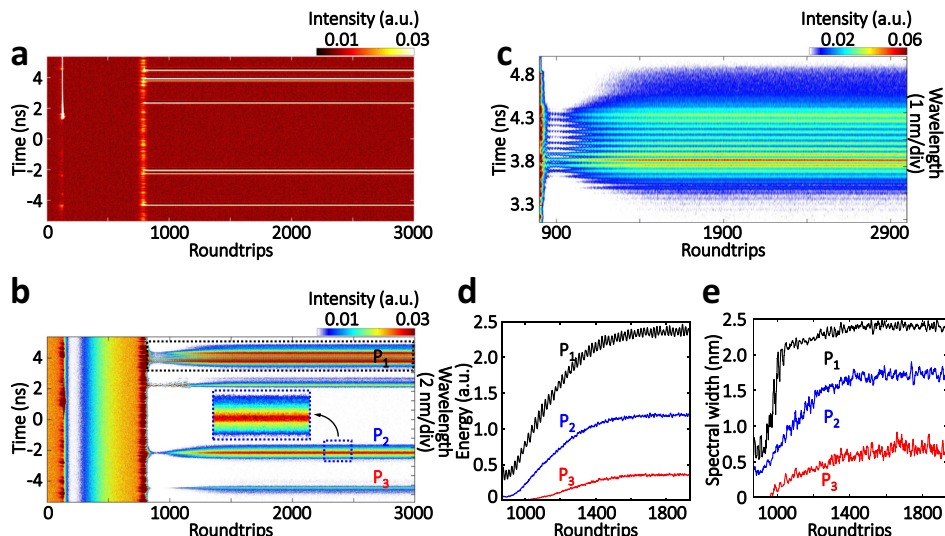 a
Intensity (a.u.)
0.01 0.03
Time (ns)
4
2
0
-2
-4
0 1000 2000 3000
Roundtrips
c
Intensity (a.u.)
0.02 0.06
Time (ns)
4.8
4.3
3.8
3.3
Wavelength
(1 nm/div)
900 1900 2900
Roundtrips
b
Intensity (a.u.)
0.01 0.03
Time (ns)
4
2
0
-2
-4
P1
P2
P3
Wavelength
(2 nm/div)
0 1000 2000 3000
Roundtrips
d
Energy (a.u.)
2.5
2.0
1.5
1.0
0.5
0
P1
P2
P3
1000 1400 1800
Roundtrips
e
Spectral width (nm)
2.5
2.0
1.5
1.0
0.5
0
P1
P2
P3
1000 1400 1800
Roundtrips